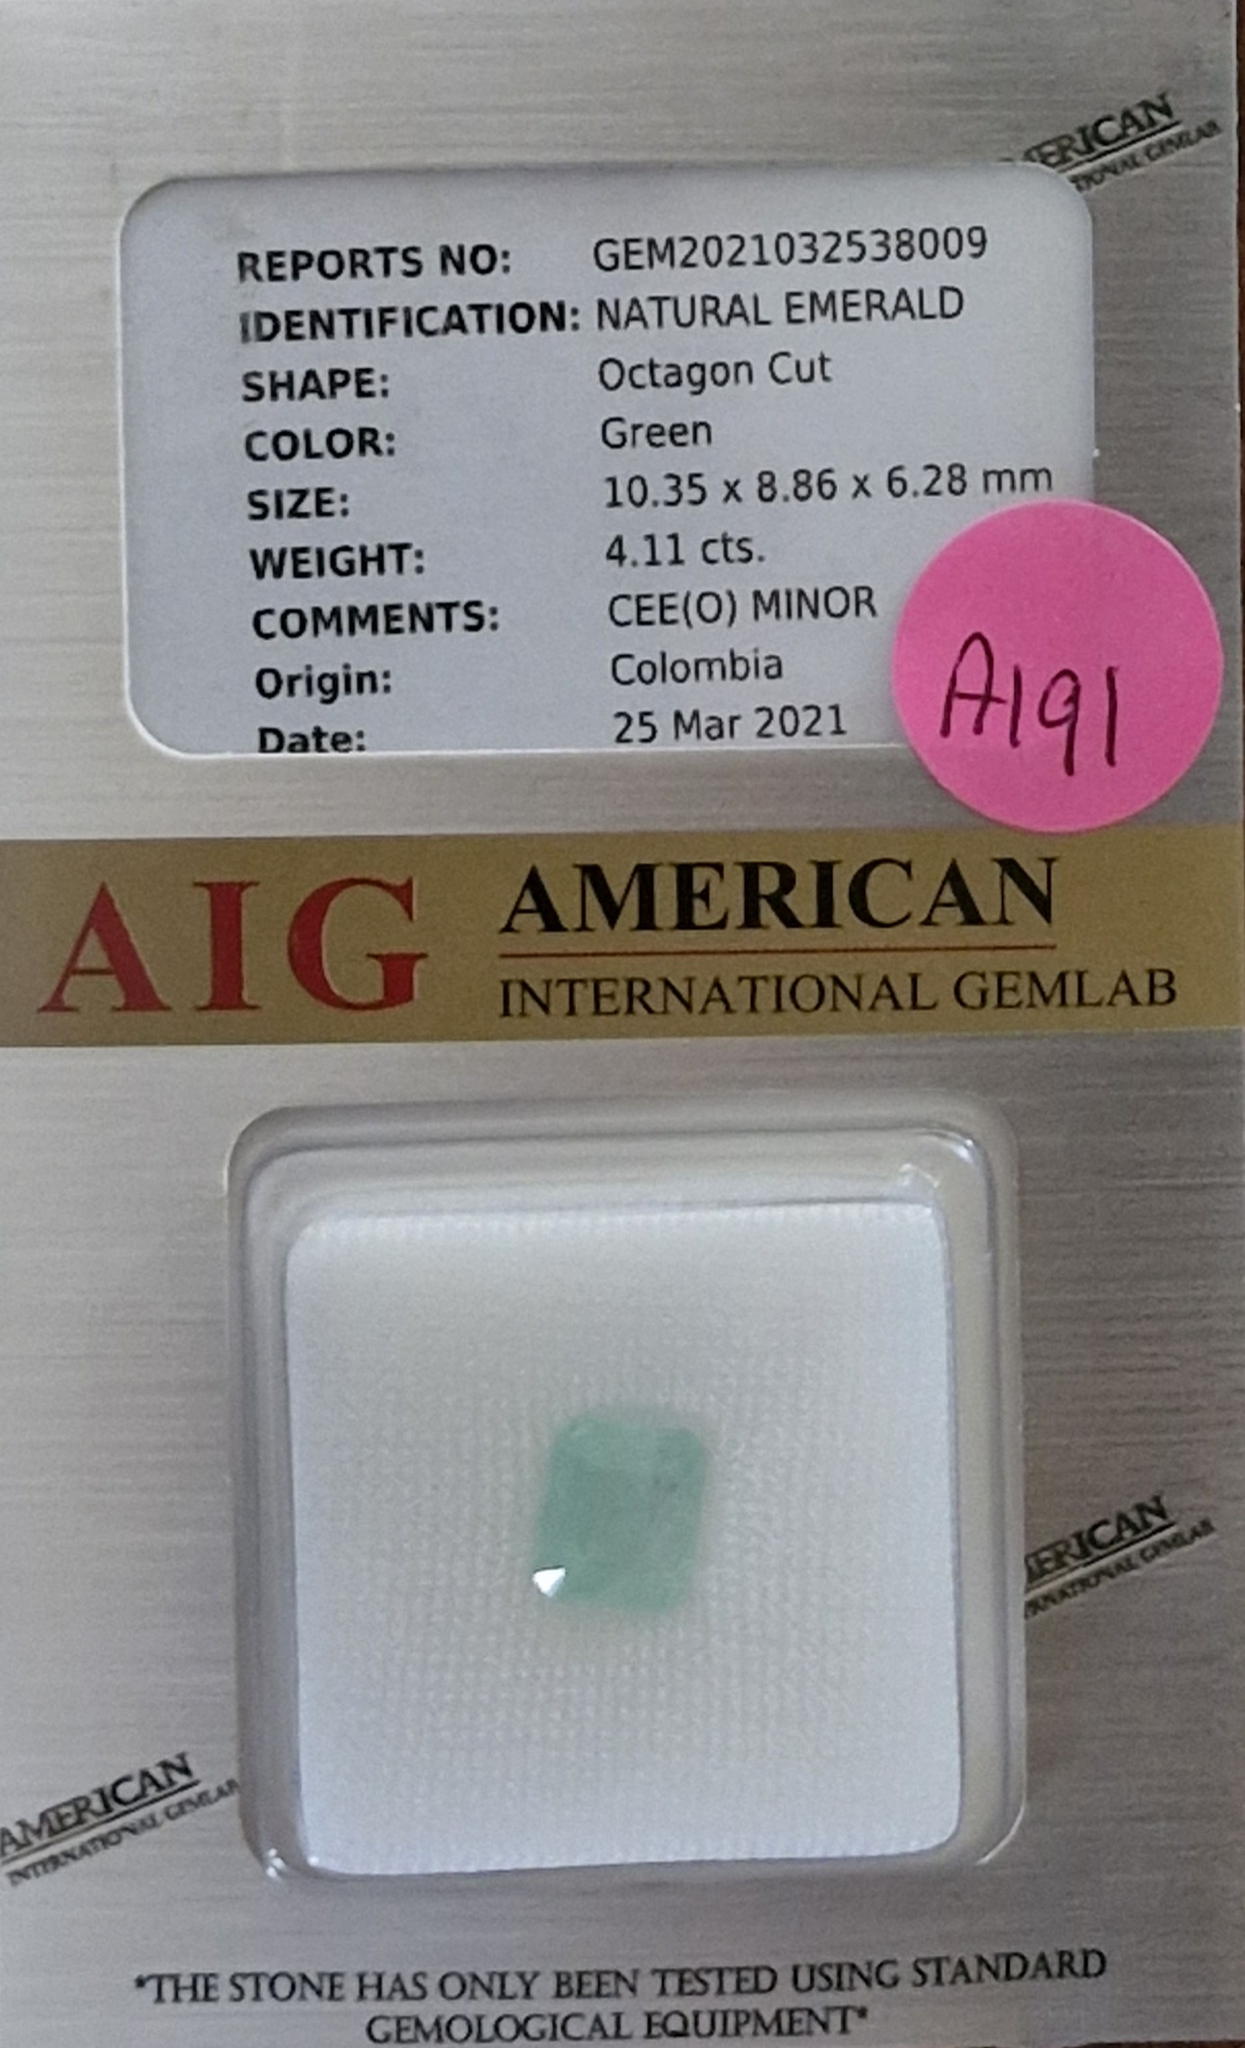 REPORTS NO: GEM2021032538009
IDENTIFICATION: NATURAL EMERALD
SHAPE: Octagon Cut
COLOR: Green
SIZE: 10.35 x 8.86 x 6.28 mm
WEIGHT: 4.11 cts.
COMMENTS: CEE(O) MINOR
Origin: Colombia
Date: 25 Mar 2021
A191
AIG AMERICAN
INTERNATIONAL GEMLAB
AMERICAN
INTERNATIONAL GEMLAB
*THE STONE HAS ONLY BEEN TESTED USING STANDARD
GEMOLOGICAL EQUIPMENT*